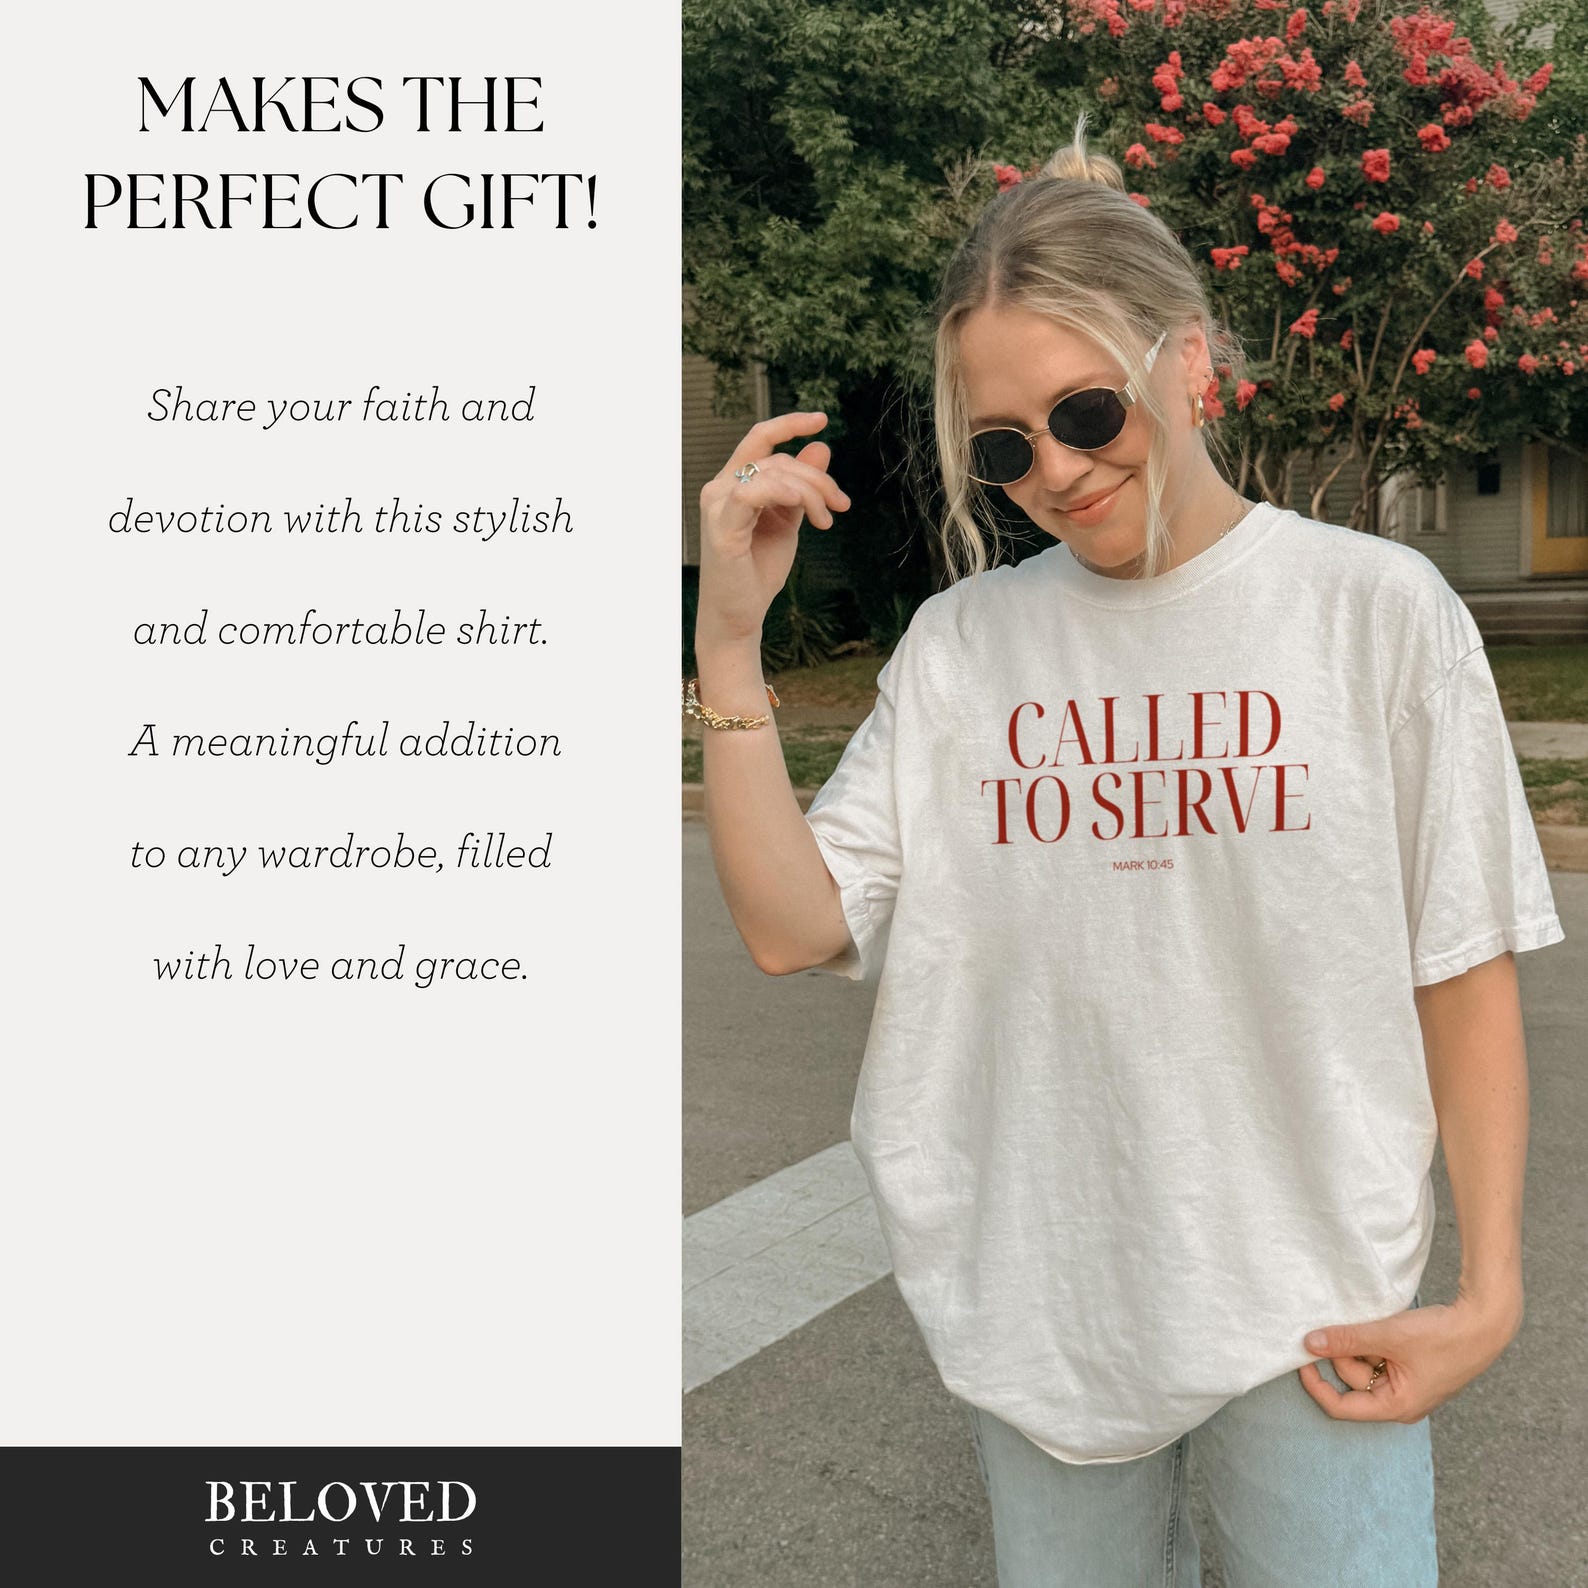 MAKES THE
PERFECT GIFT!
Share your faith and
devotion with this stylish
and comfortable shirt.
A meaningful addition
to any wardrobe, filled
with love and grace.
BELOVED
CREATURES
CALLED
TO SERVE
MARK 10:45